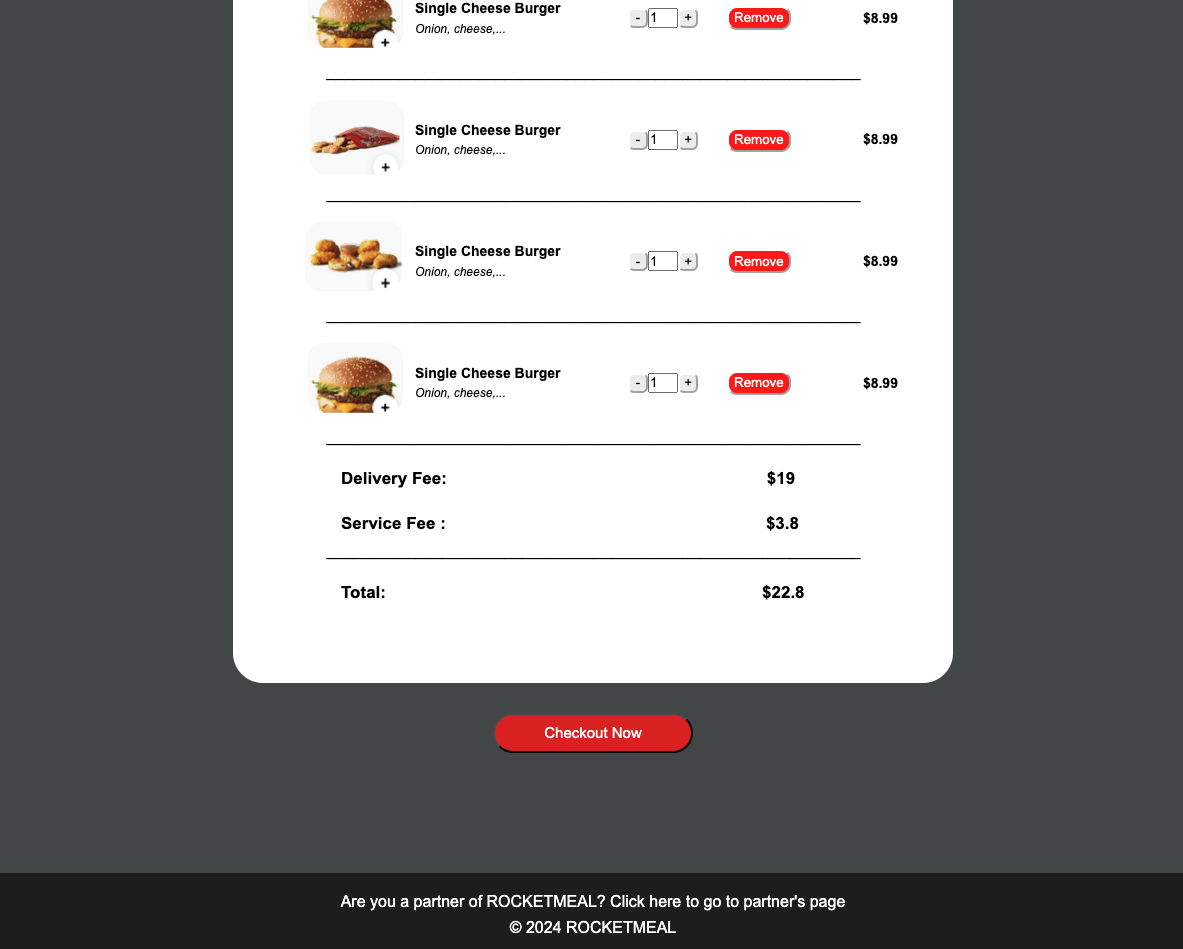 Single Cheese Burger
Onion, cheese,...
- 1 + Remove $8.99
Single Cheese Burger
Onion, cheese,...
- 1 + Remove $8.99
Single Cheese Burger
Onion, cheese,...
- 1 + Remove $8.99
Single Cheese Burger
Onion, cheese,...
- 1 + Remove $8.99
Delivery Fee: $19
Service Fee : $3.8
Total: $22.8
Checkout Now
Are you a partner of ROCKETMEAL? Click here to go to partner's page
© 2024 ROCKETMEAL